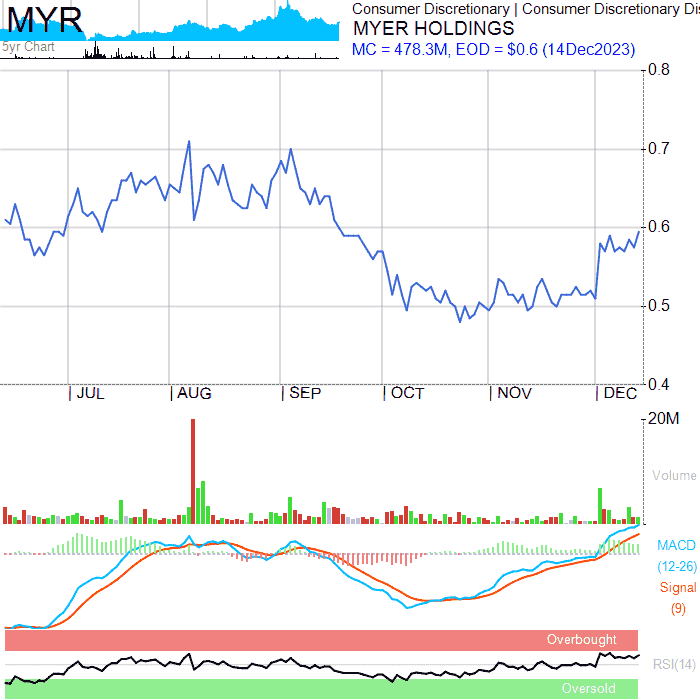 MYR
5yr Chart
Consumer Discretionary | Consumer Discretionary Dis
MYER HOLDINGS
MC = 478.3M, EOD = $0.6 (14Dec2023)
0.8
0.7
0.6
0.5
0.4
JUL AUG SEP OCT NOV DEC
20M
Volume
MACD
(12-26)
Signal
(9)
Overbought
RSI(14)
Oversold